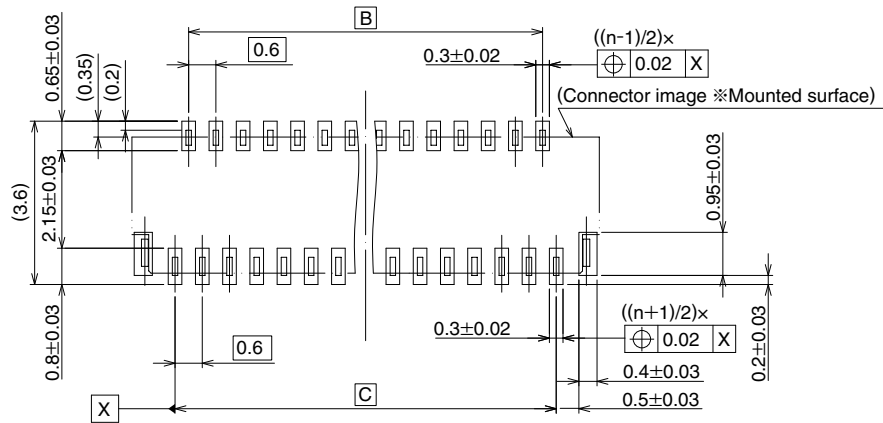 B
((n-1)/2)×
0.6
0.3±0.02
0.02 X
0.65±0.03
(0.35)
(0.2)
(Connector image ※Mounted surface)
(3.6)
2.15±0.03
0.95±0.03
0.8±0.03
0.6
0.3±0.02
((n+1)/2)×
0.02 X
0.2±0.03
0.4±0.03
X
C
0.5±0.03